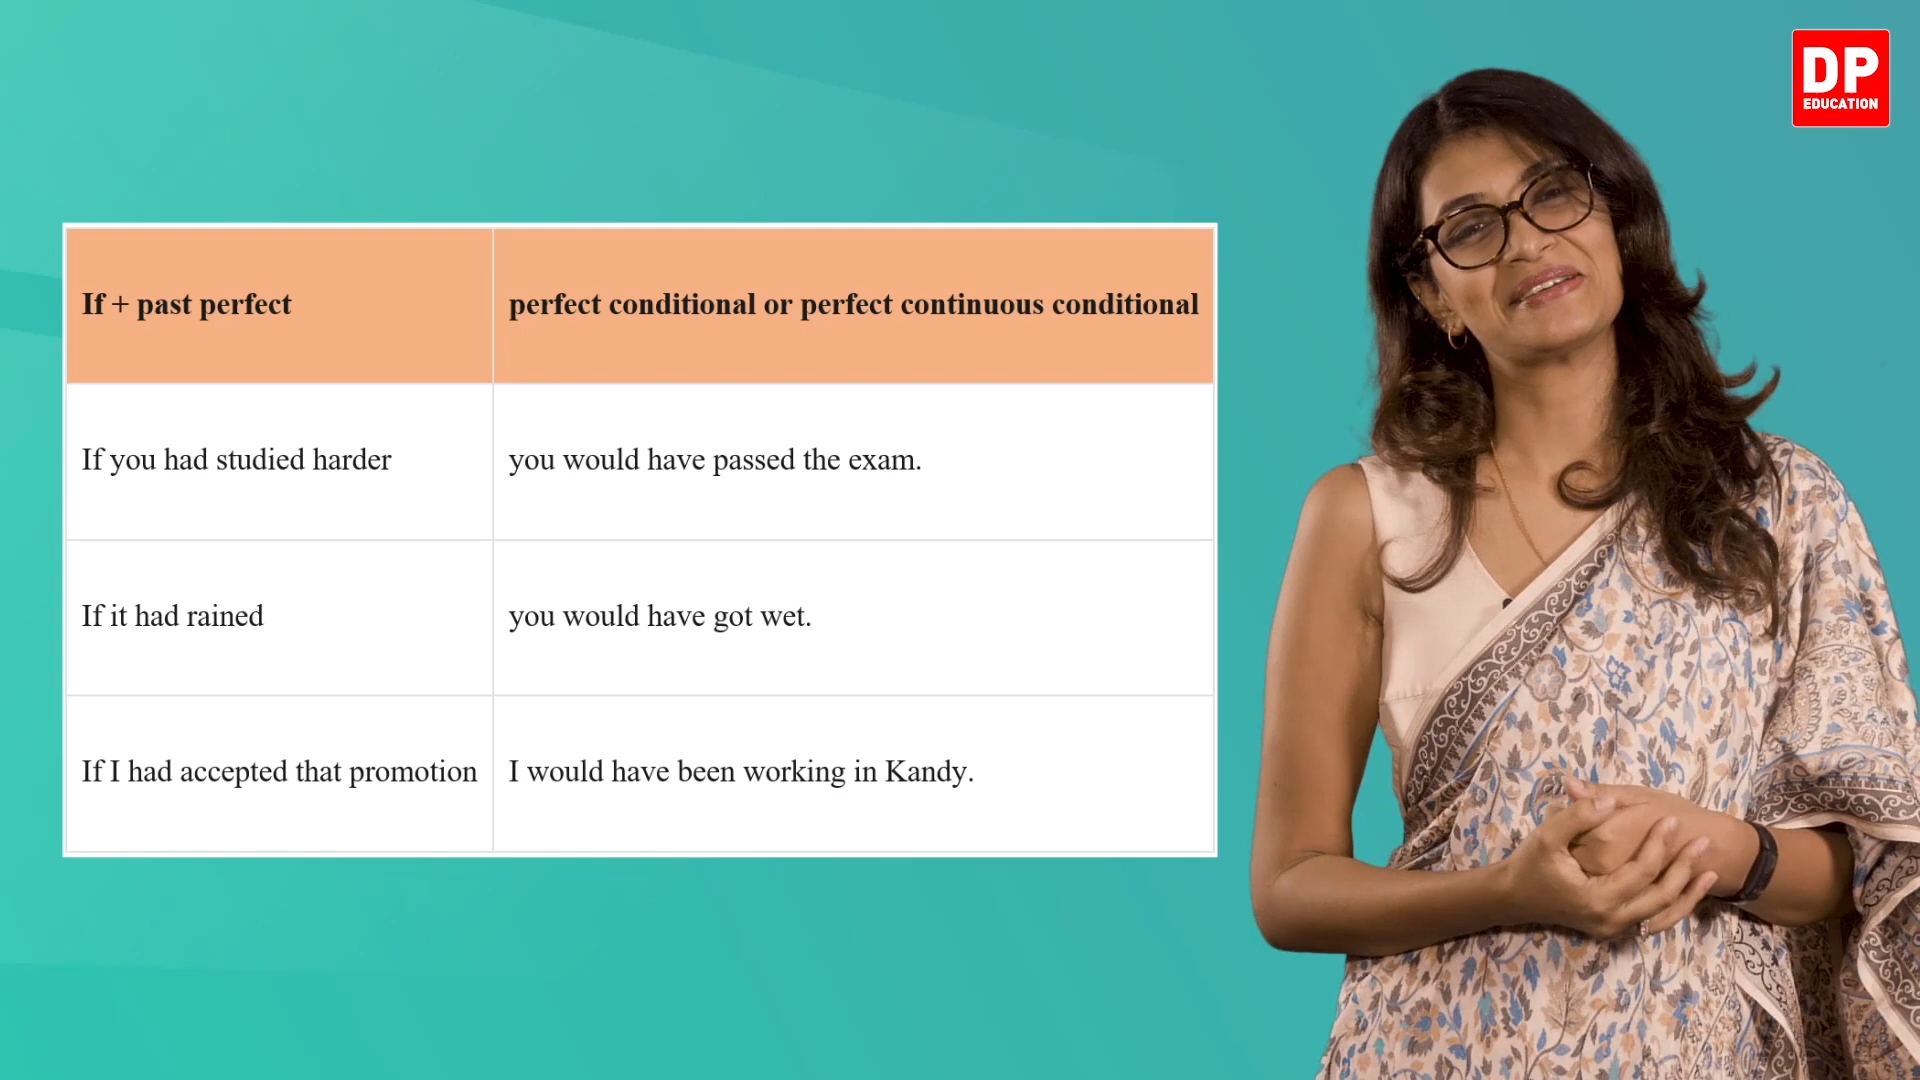 DP
EDUCATION
If + past perfect
perfect conditional or perfect continuous conditional
If you had studied harder
you would have passed the exam.
If it had rained
you would have got wet.
If I had accepted that promotion
I would have been working in Kandy.